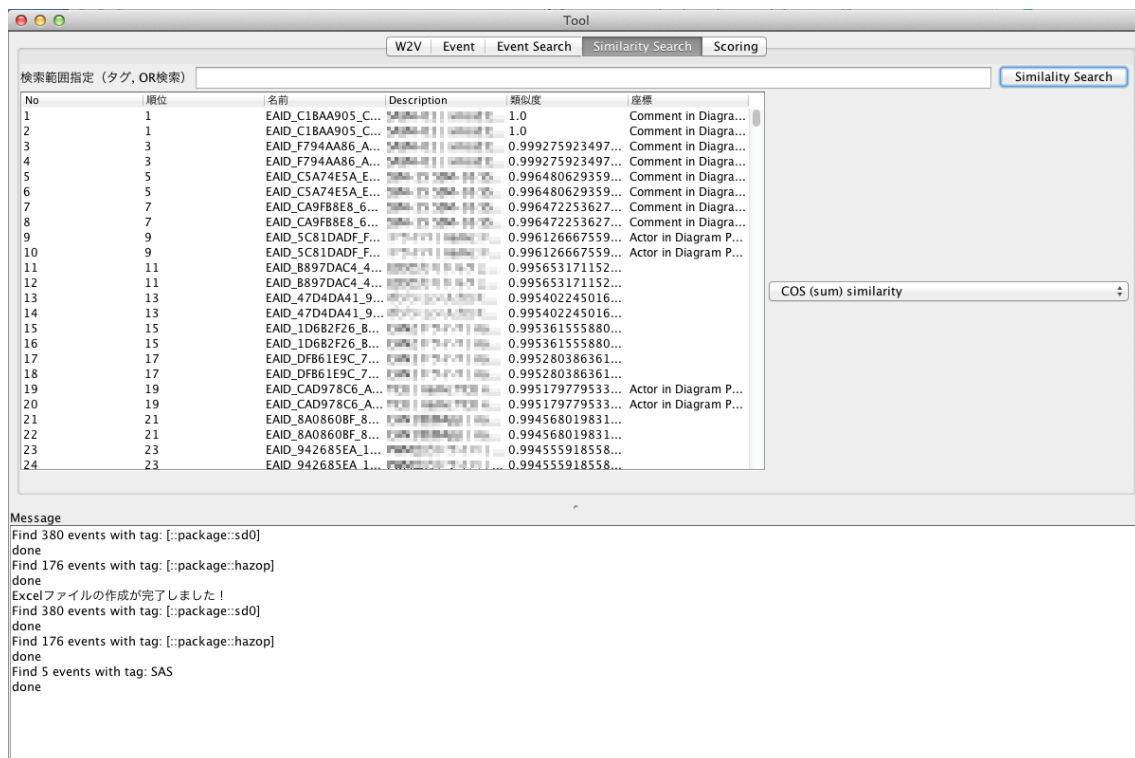 Tool
W2V Event Event Search Similarity Search Scoring
検索範囲指定（タグ, OR検索） Similality Search
No 順位 名前 Description 類似度 座標
1 1 EAID_C1BAA905_C... 1.0 Comment in Diagra...
2 1 EAID_C1BAA905_C... 1.0 Comment in Diagra...
3 3 EAID_F794AA86_A... 0.999275923497... Comment in Diagra...
4 3 EAID_F794AA86_A... 0.999275923497... Comment in Diagra...
5 5 EAID_C5A74E5A_E... 0.996480629359... Comment in Diagra...
6 5 EAID_C5A74E5A_E... 0.996480629359... Comment in Diagra...
7 7 EAID_CA9FB8E8_6... 0.996472253627... Comment in Diagra...
8 7 EAID_CA9FB8E8_6... 0.996472253627... Comment in Diagra...
9 9 EAID_5C81DADF_F... 0.996126667559... Actor in Diagram P...
10 9 EAID_5C81DADF_F... 0.996126667559... Actor in Diagram P...
11 11 EAID_B897DAC4_4... 0.995653171152...
12 11 EAID_B897DAC4_4... 0.995653171152...
13 13 EAID_47D4DA41_9... 0.995402245016...
14 13 EAID_47D4DA41_9... 0.995402245016...
15 15 EAID_1D6B2F26_B... 0.995361555880...
16 15 EAID_1D6B2F26_B... 0.995361555880...
17 17 EAID_DFB61E9C_7... 0.995280386361...
18 17 EAID_DFB61E9C_7... 0.995280386361...
19 19 EAID_CAD978C6_A... 0.995179779533... Actor in Diagram P...
20 19 EAID_CAD978C6_A... 0.995179779533... Actor in Diagram P...
21 21 EAID_8A0860BF_8... 0.994568019831...
22 21 EAID_8A0860BF_8... 0.994568019831...
23 23 EAID_942685EA_1... 0.994555918558...
24 23 EAID_942685EA_1... 0.994555918558...
COS (sum) similarity
Message
Find 380 events with tag: [::package::sd0]
done
Find 176 events with tag: [::package::hazop]
done
Excelファイルの作成が完了しました！
Find 380 events with tag: [::package::sd0]
done
Find 176 events with tag: [::package::hazop]
done
Find 5 events with tag: SAS
done